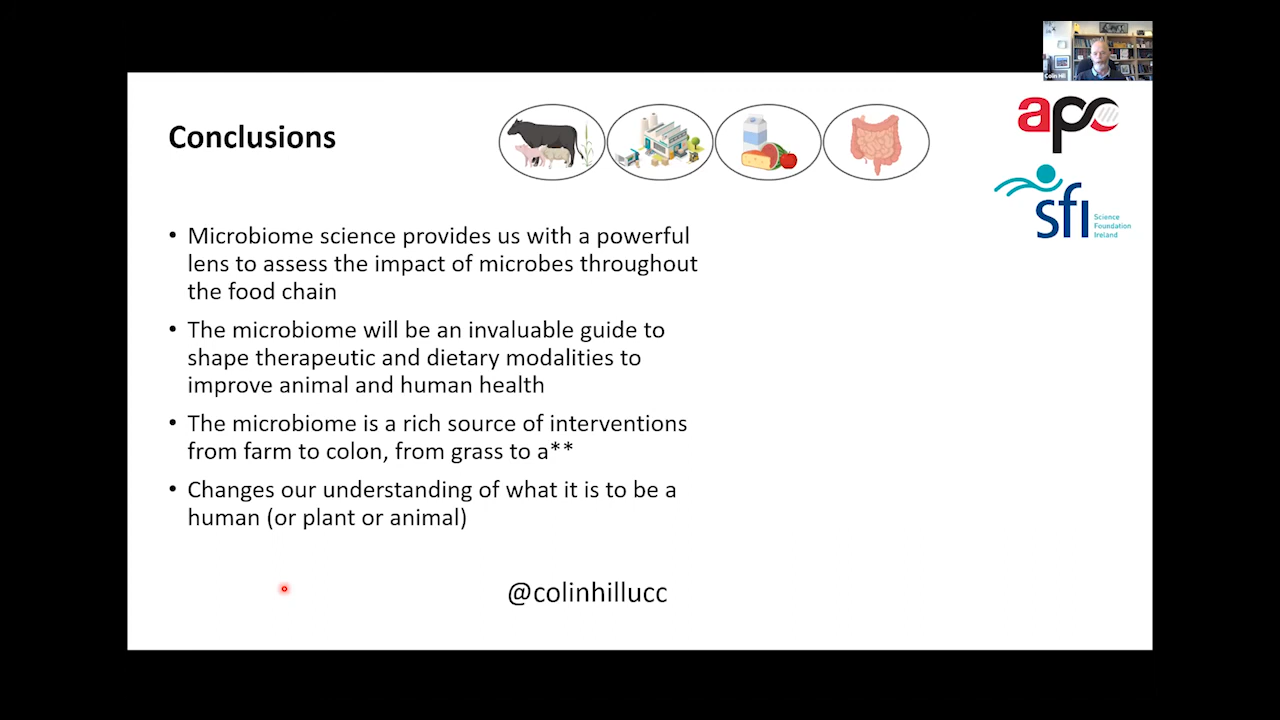 Colin Hill
Conclusions
apc
sfi
Science
Foundation
Ireland
• Microbiome science provides us with a powerful
lens to assess the impact of microbes throughout
the food chain
• The microbiome will be an invaluable guide to
shape therapeutic and dietary modalities to
improve animal and human health
• The microbiome is a rich source of interventions
from farm to colon, from grass to a**
• Changes our understanding of what it is to be a
human (or plant or animal)
@colinhillucc